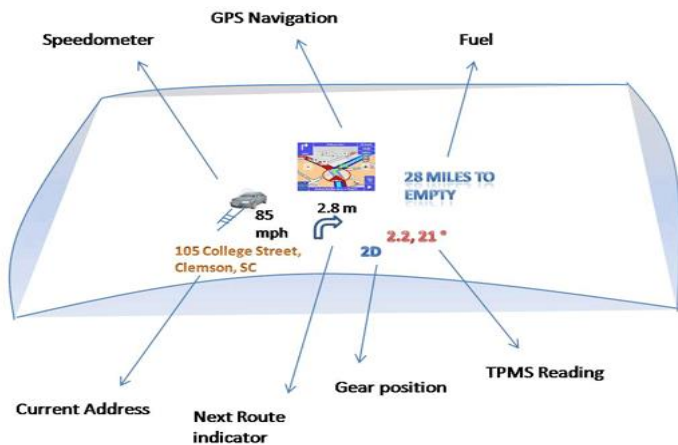 GPS Navigation
Speedometer
Fuel
28 MILES TO
EMPTY
2.8 m
85
mph
2.2, 21 °
105 College Street,
Clemson, SC
2D
TPMS Reading
Gear position
Current Address
Next Route
indicator